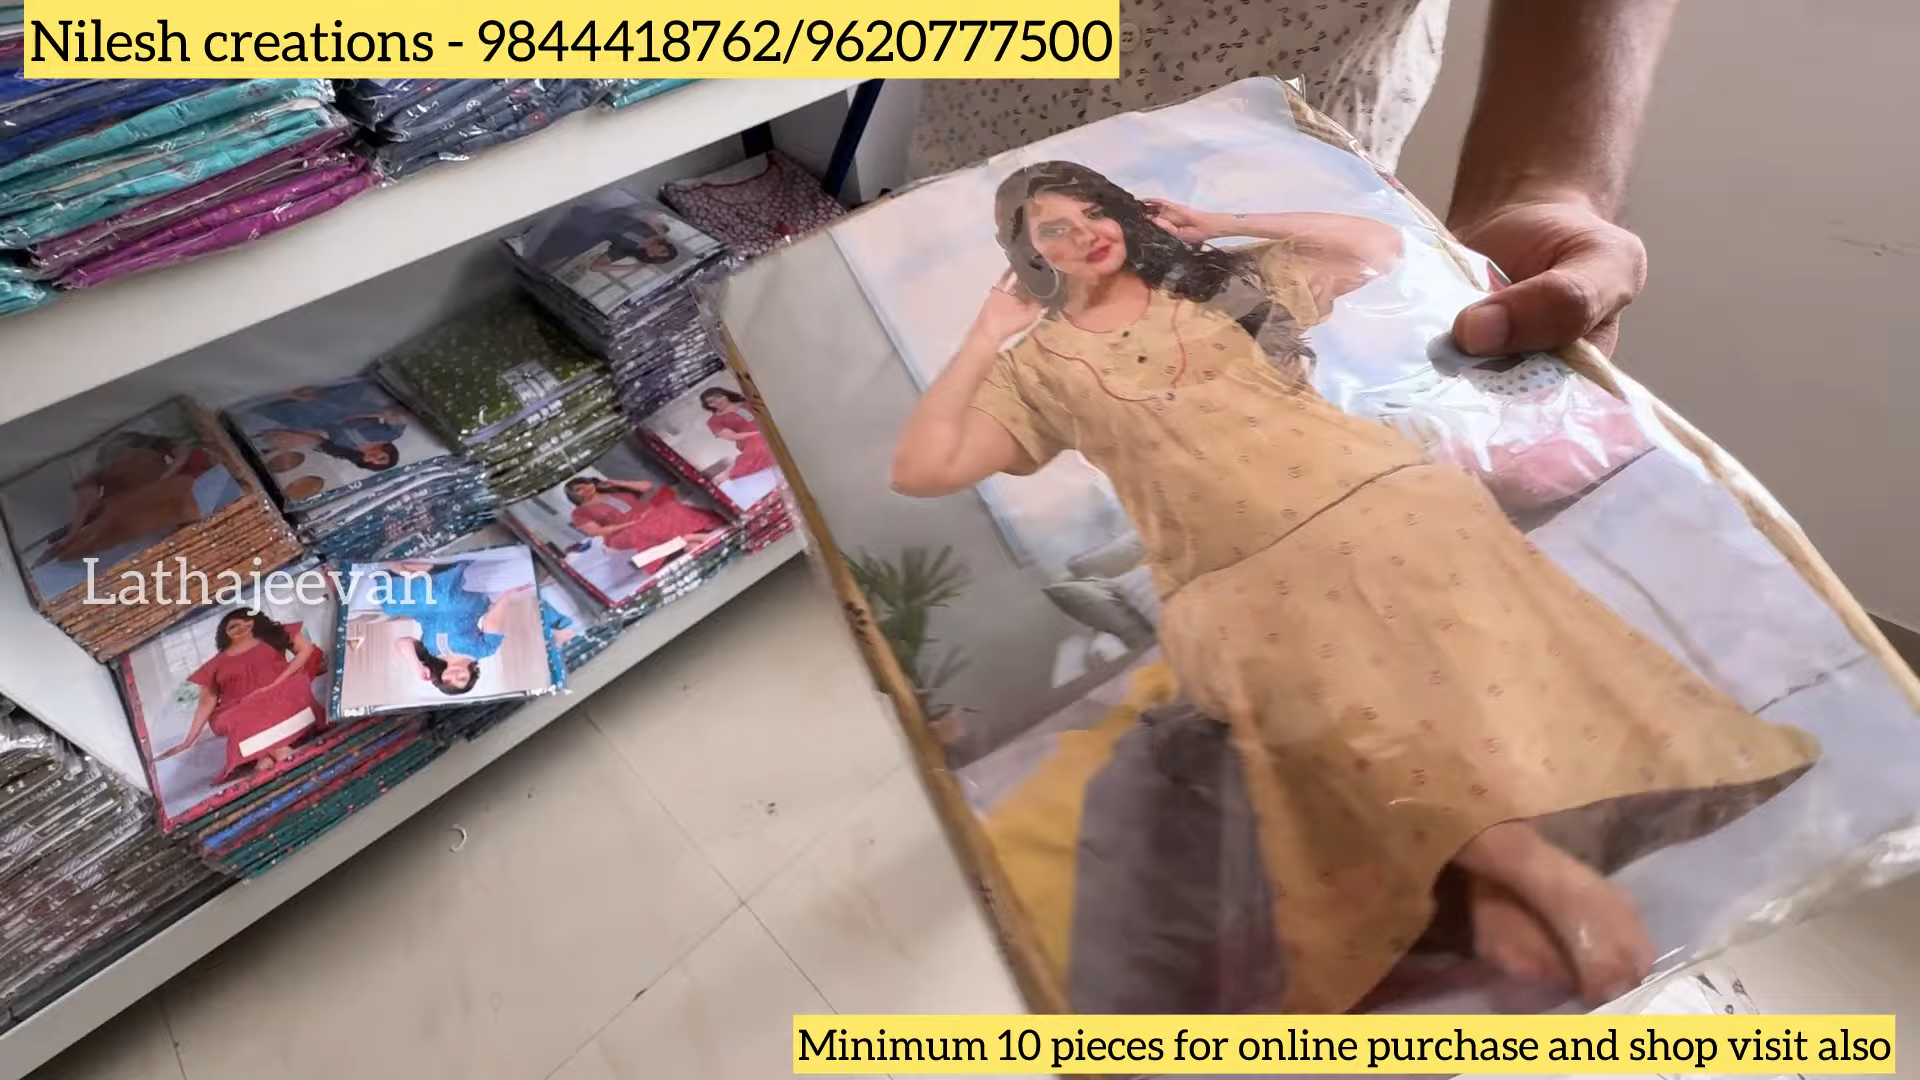 Nilesh creations - 9844418762/9620777500
Lathajeevan
Minimum 10 pieces for online purchase and shop visit also